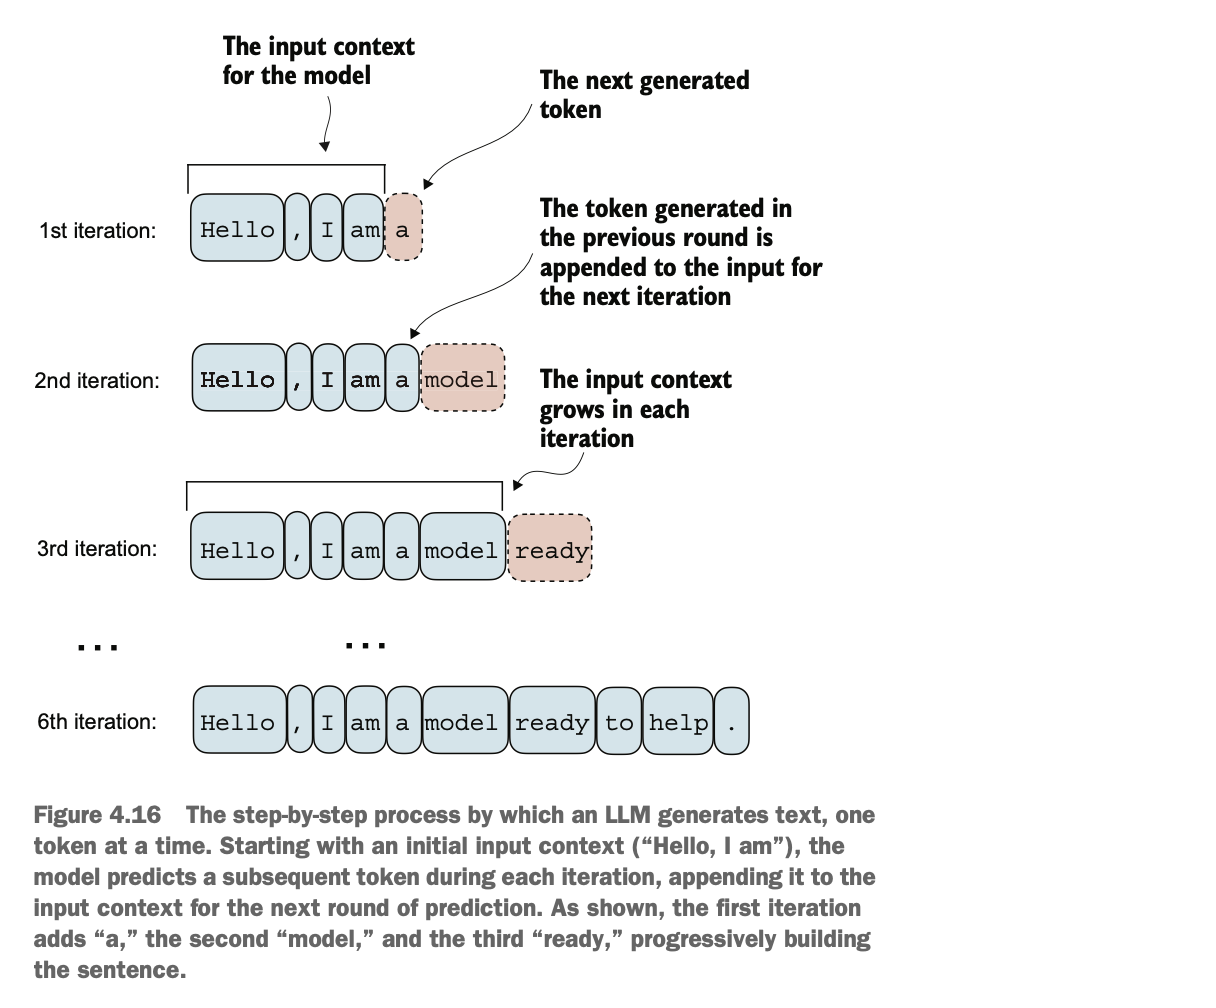 The input context
for the model
The next generated
token
1st iteration: Hello , I am a
The token generated in
the previous round is
appended to the input for
the next iteration
2nd iteration: Hello , I am a model
The input context
grows in each
iteration
3rd iteration: Hello , I am a model ready
... ...
6th iteration: Hello , I am a model ready to help .
Figure 4.16 The step-by-step process by which an LLM generates text, one
token at a time. Starting with an initial input context (“Hello, I am”), the
model predicts a subsequent token during each iteration, appending it to the
input context for the next round of prediction. As shown, the first iteration
adds “a,” the second “model,” and the third “ready,” progressively building
the sentence.